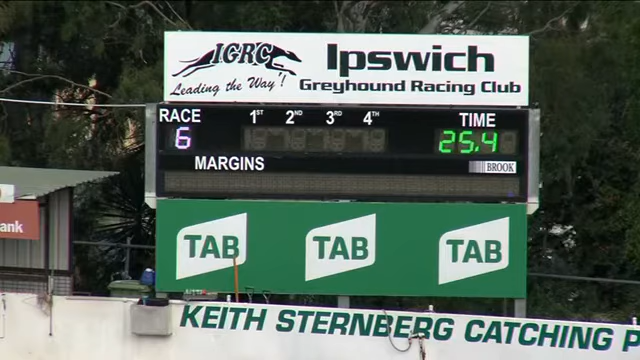 IGRC
Leading the Way!
Ipswich
Greyhound Racing Club
RACE 1ST 2ND 3RD 4TH TIME
6 25.4
MARGINS BROOK
TAB TAB TAB
ank
KEITH STERNBERG CATCHING P